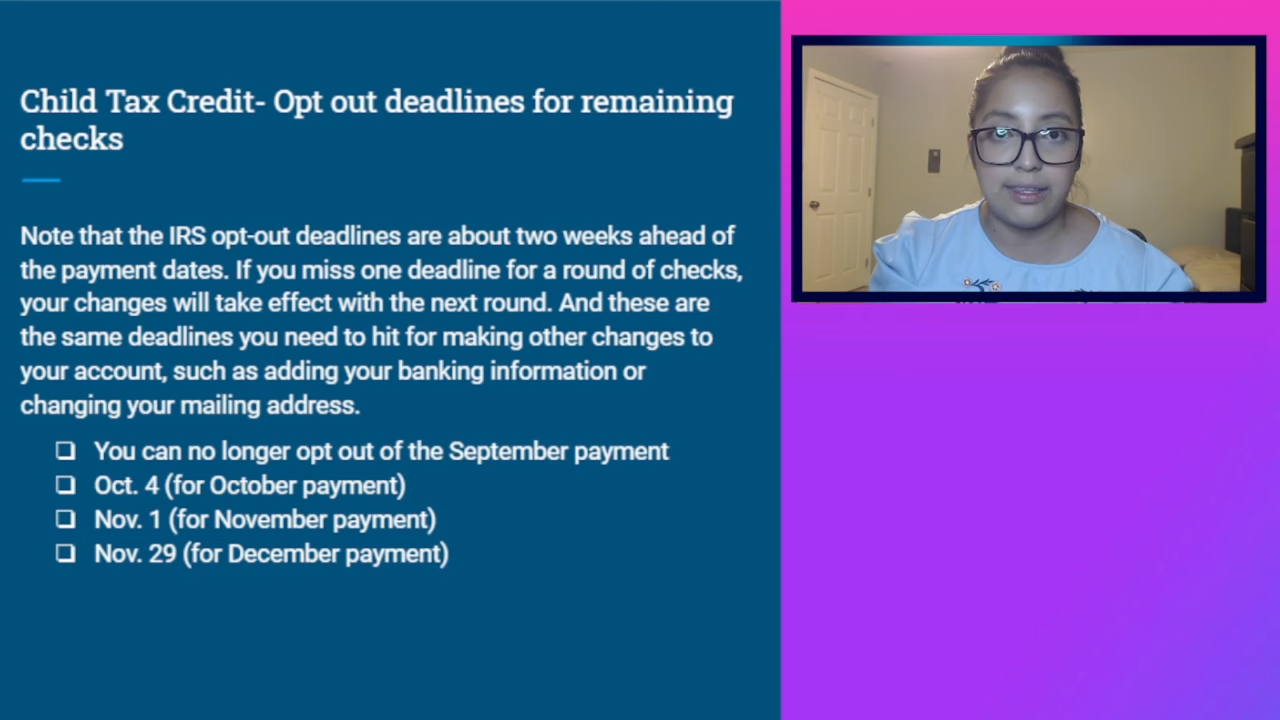 Child Tax Credit- Opt out deadlines for remaining
checks
Note that the IRS opt-out deadlines are about two weeks ahead of
the payment dates. If you miss one deadline for a round of checks,
your changes will take effect with the next round. And these are
the same deadlines you need to hit for making other changes to
your account, such as adding your banking information or
changing your mailing address.
❏ You can no longer opt out of the September payment
❏ Oct. 4 (for October payment)
❏ Nov. 1 (for November payment)
❏ Nov. 29 (for December payment)